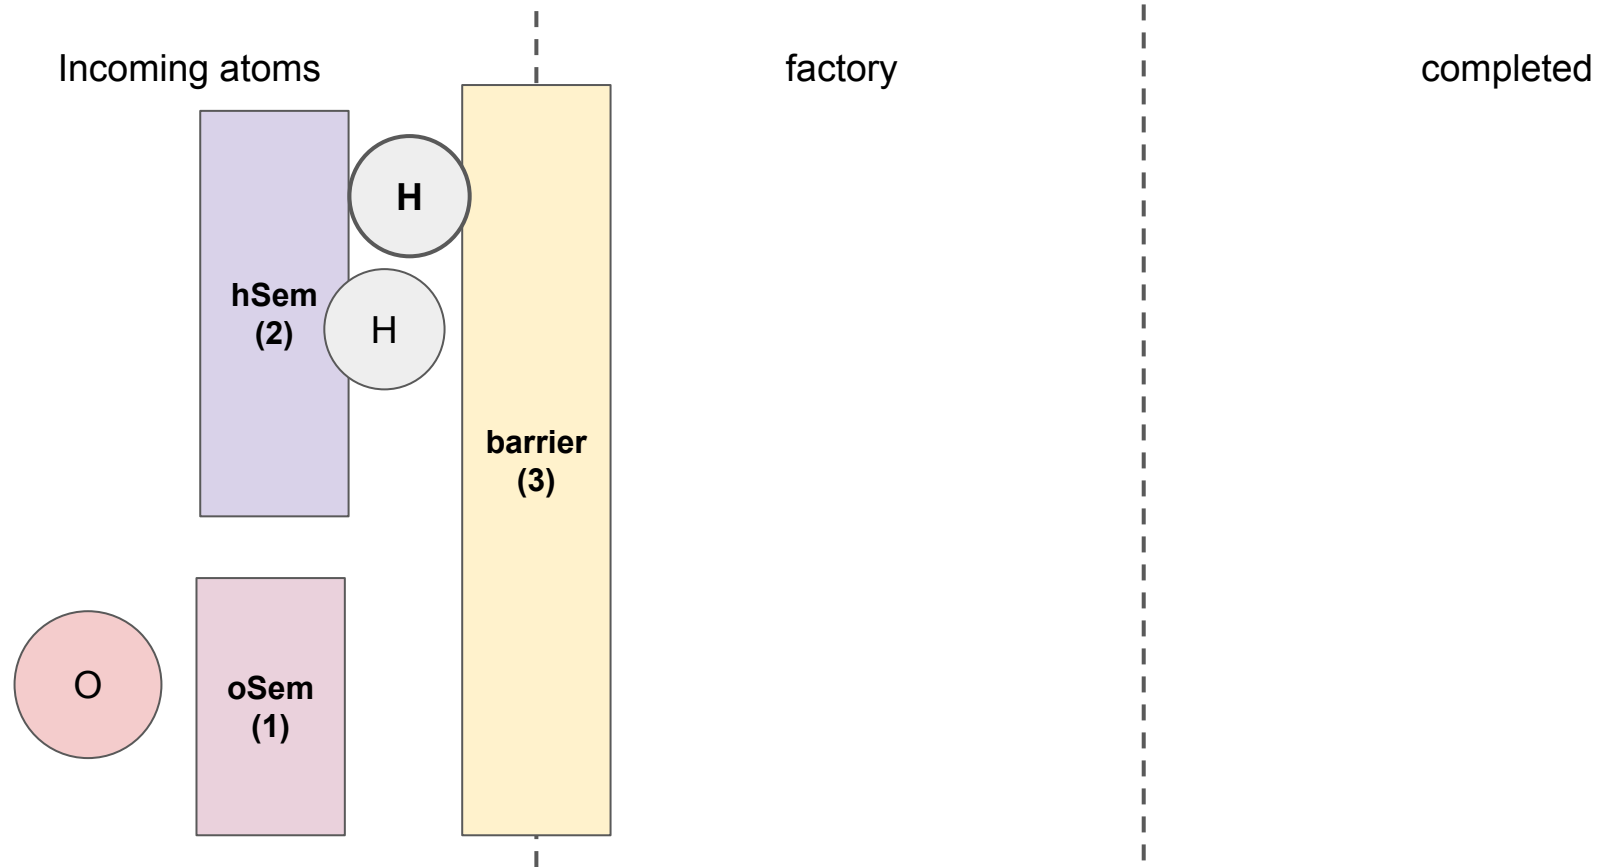 Incoming atoms
factory
completed
H
hSem
(2)
H
barrier
(3)
O
oSem
(1)